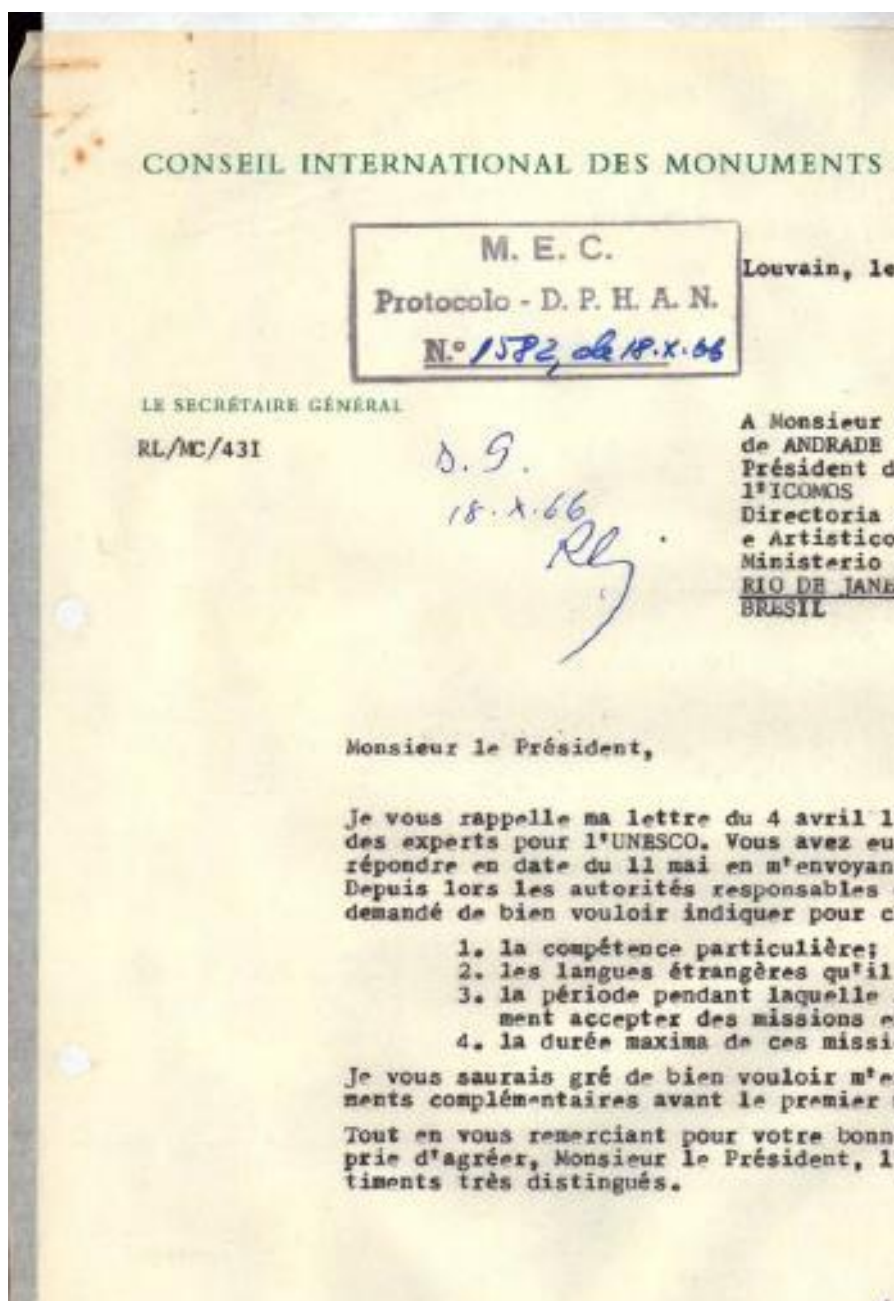 CONSEIL INTERNATIONAL DES MONUMENTS
M. E. C.
Protocolo - D. P. H. A. N.
N.º 1582, de 18.X.66
Louvain, le
LE SECRÉTAIRE GÉNÉRAL
RL/MC/431
D. G.
18.X.66
A Monsieur
de ANDRADE
Président d
l'ICOMOS
Directoria
e Artistico
Ministerio
RIO DE JANE
BRESIL
Monsieur le Président,
Je vous rappelle ma lettre du 4 avril 1
des experts pour l'UNESCO. Vous avez eu
répondre en date du 11 mai en m'envoyan
Depuis lors les autorités responsables
demandé de bien vouloir indiquer pour c
1. la compétence particulière;
2. les langues étrangères qu'il
3. la période pendant laquelle
ment accepter des missions e
4. la durée maxima de ces missi
Je vous saurais gré de bien vouloir m'e
ments complémentaires avant le premier
Tout en vous remerciant pour votre bonn
prie d'agréer, Monsieur le Président, l
timents très distingués.